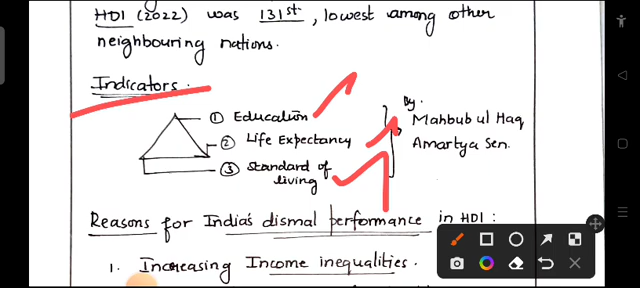 HDI (2022) was 131st, lowest among other
neighbouring nations.
Indicators.
① Education
② Life Expectancy
③ Standard of
living
By.
Mahbub ul Haq
Amartya Sen.
Reasons for India's dismal performance in HDI :
1. Increasing Income inequalities.